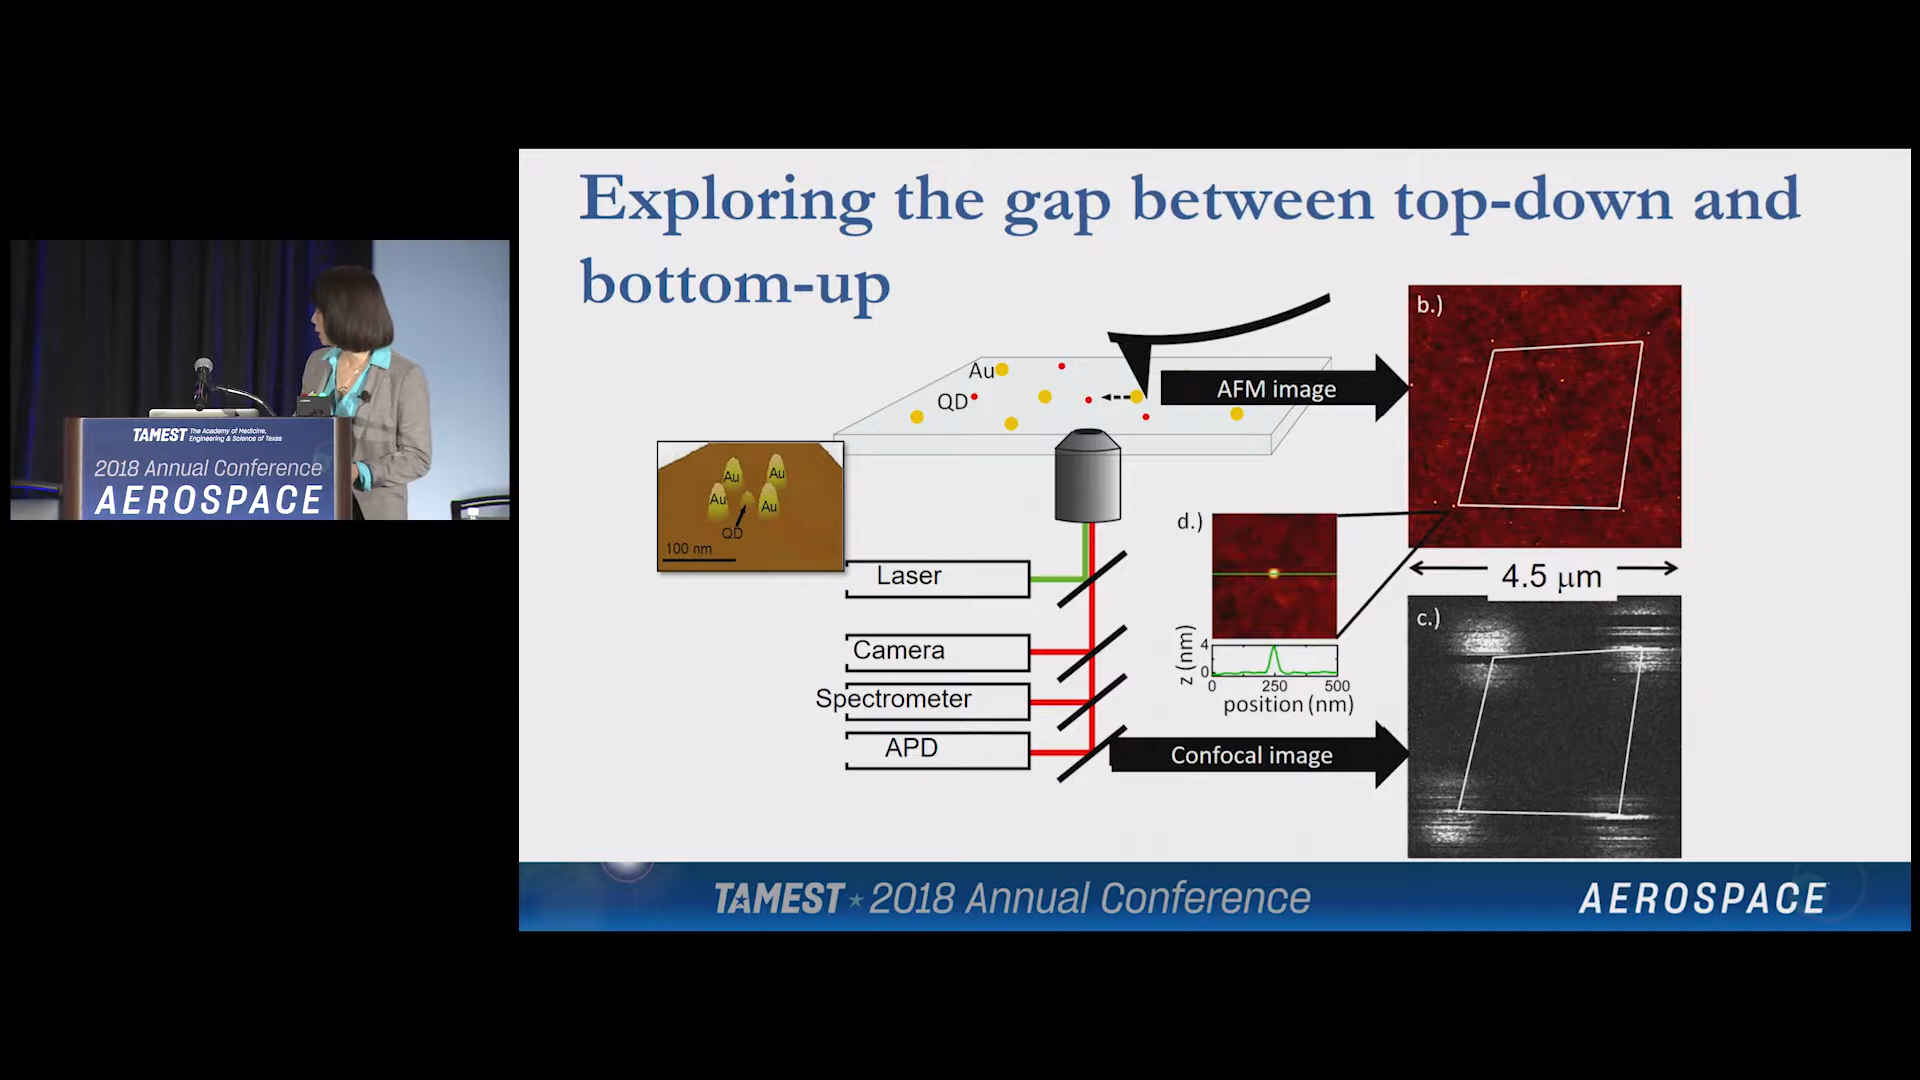 TAMEST The Academy of Medicine,
Engineering & Science of Texas
2018 Annual Conference
AEROSPACE
Exploring the gap between top-down and
bottom-up
Au
QD
AFM image
b.)
Au
Au
Au
Au
QD
100 nm
Laser
Camera
Spectrometer
APD
d.)
z (nm)
4
0
0
250
500
position (nm)
4.5 μm
c.)
Confocal image
TAMEST 2018 Annual Conference
AEROSPACE